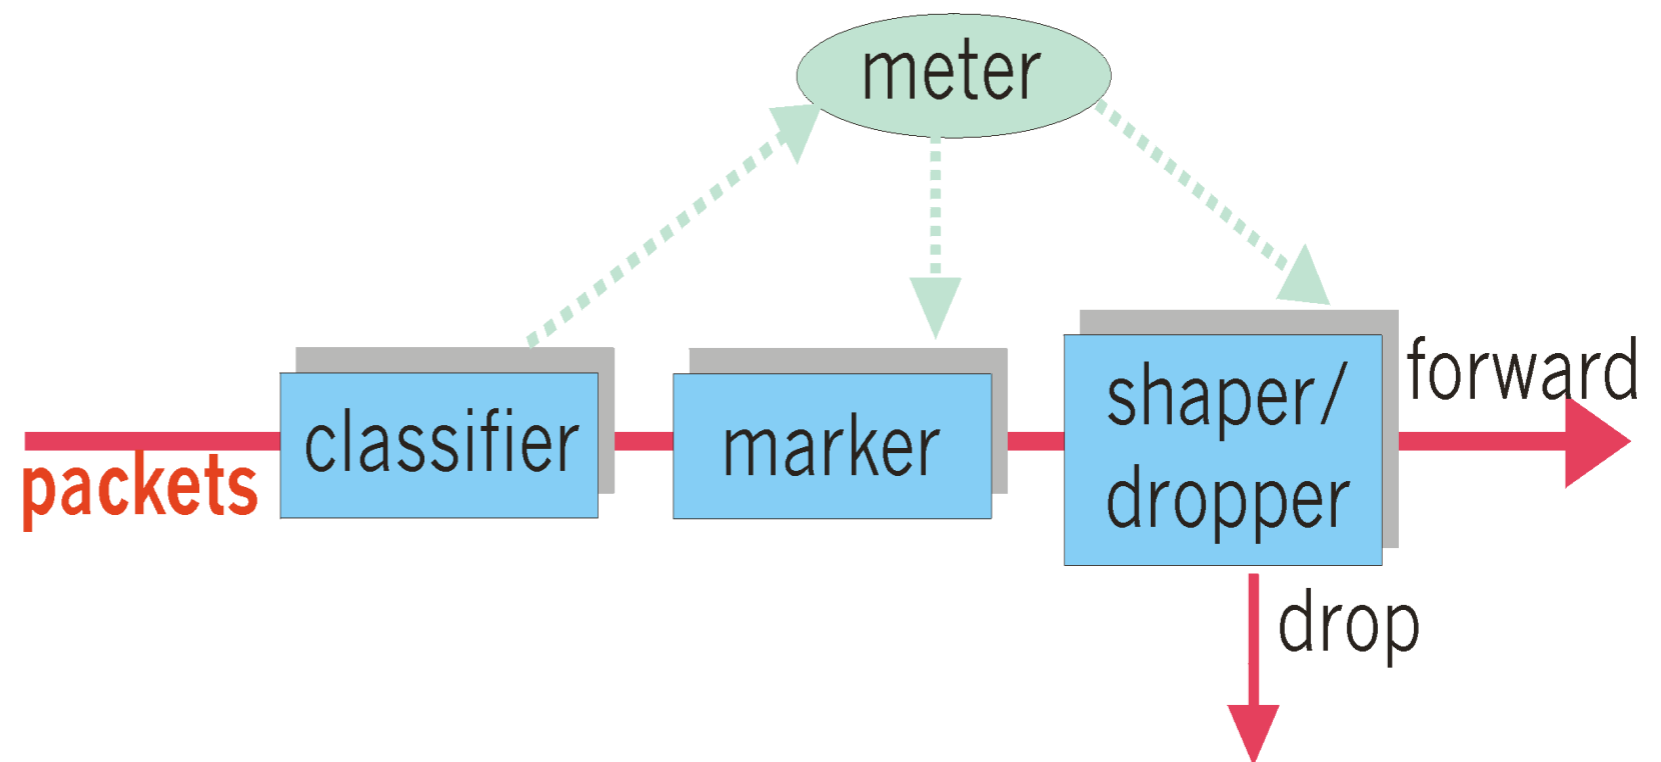 meter
packets
classifier
marker
shaper/
dropper
forward
drop